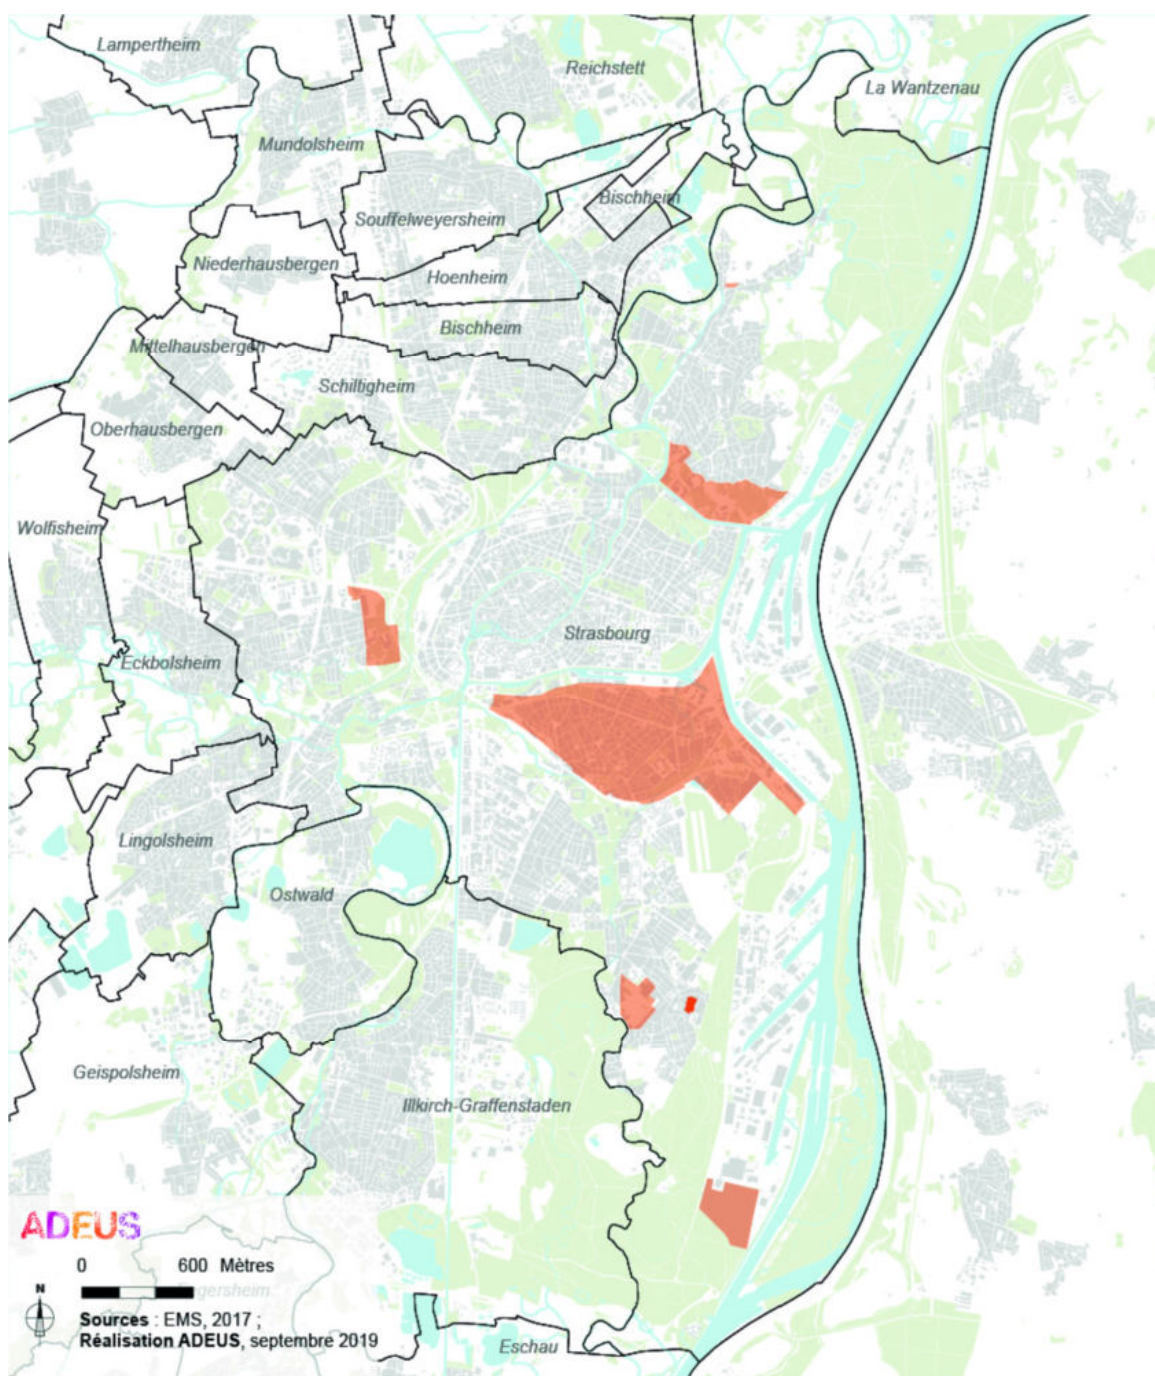 Lampertheim
Reichstett
La Wantzenau
Mundolsheim
Bischheim
Souffelweyersheim
Niederhausbergen
Hoenheim
Bischheim
Mittelhausbergen
Schiltigheim
Oberhausbergen
Wolfisheim
Strasbourg
Eckbolsheim
Lingolsheim
Ostwald
Geispolsheim
Illkirch-Graffenstaden
ADEUS
0 600 Mètres
N
Sources : EMS, 2017 ;
Réalisation ADEUS, septembre 2019
Eschau